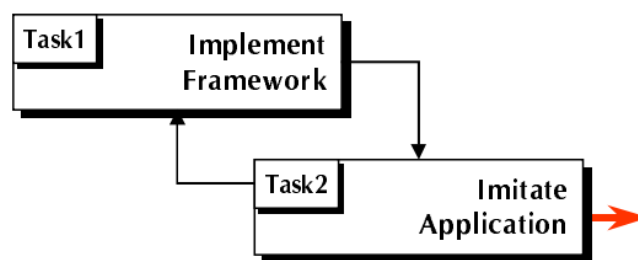 Task1
Implement
Framework
Task2
Imitate
Application